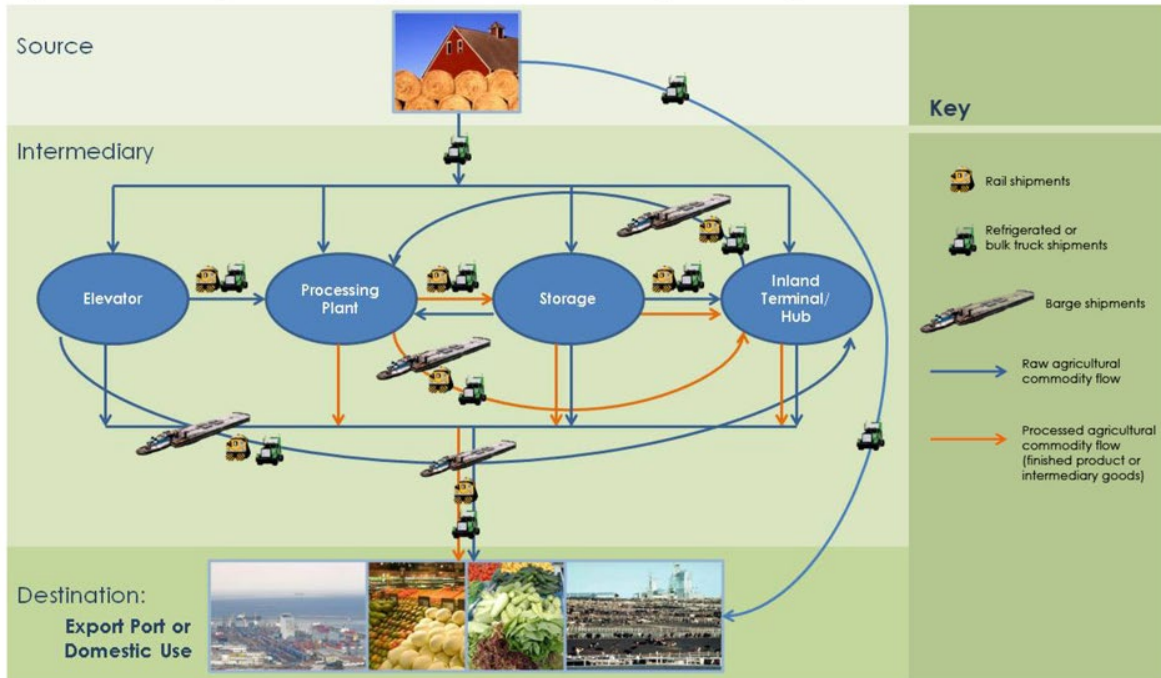 Source
Key
Intermediary
Rail shipments
Refrigerated or
bulk truck shipments
Elevator
Processing
Plant
Storage
Inland
Terminal/
Hub
Barge shipments
Raw agricultural
commodity flow
Processed agricultural
commodity flow
(finished product or
intermediary goods)
Destination:
Export Port or
Domestic Use